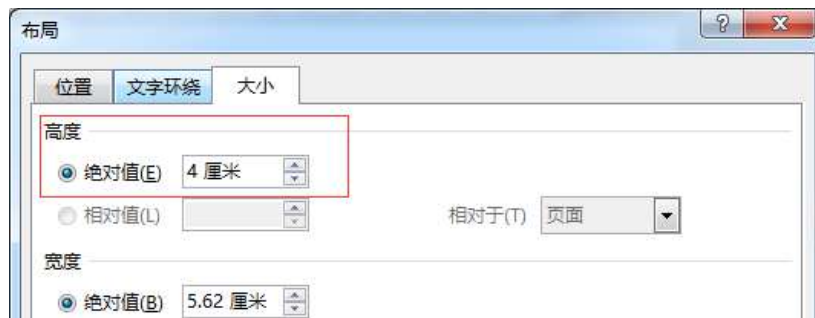 布局
位置 文字环绕 大小
高度
绝对值(E) 4 厘米
相对值(L) 相对于(T) 页面
宽度
绝对值(B) 5.62 厘米